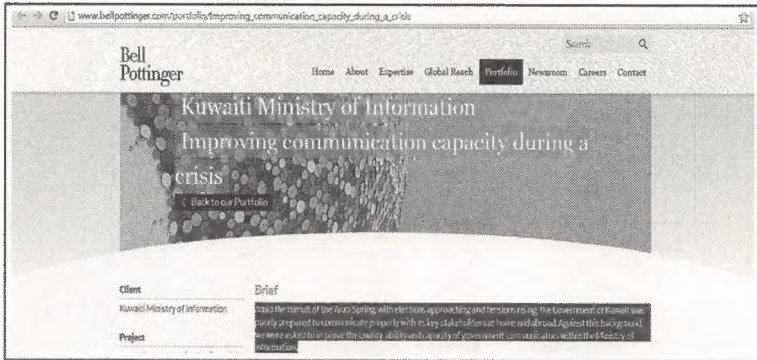 www.bellpottinger.com/portfolio/improving_communication_capacity_during_a_crisis
Search
Bell
Pottinger
Home About Expertise Global Reach Portfolio Newsroom Careers Contact
Kuwaiti Ministry of Information
Improving communication capacity during a
crisis
Back to our Portfolio
Client
Kuwaiti Ministry of Information
Project
Brief
the tumult of the Arab Spring, with elections approaching and tensions rising, the Government of Kuwait was
poorly prepared to communicate properly with its key stakeholders at home and abroad. Against this background,
we were asked to improve the quality, ability and capacity of government communicators within the Ministry of
Information.